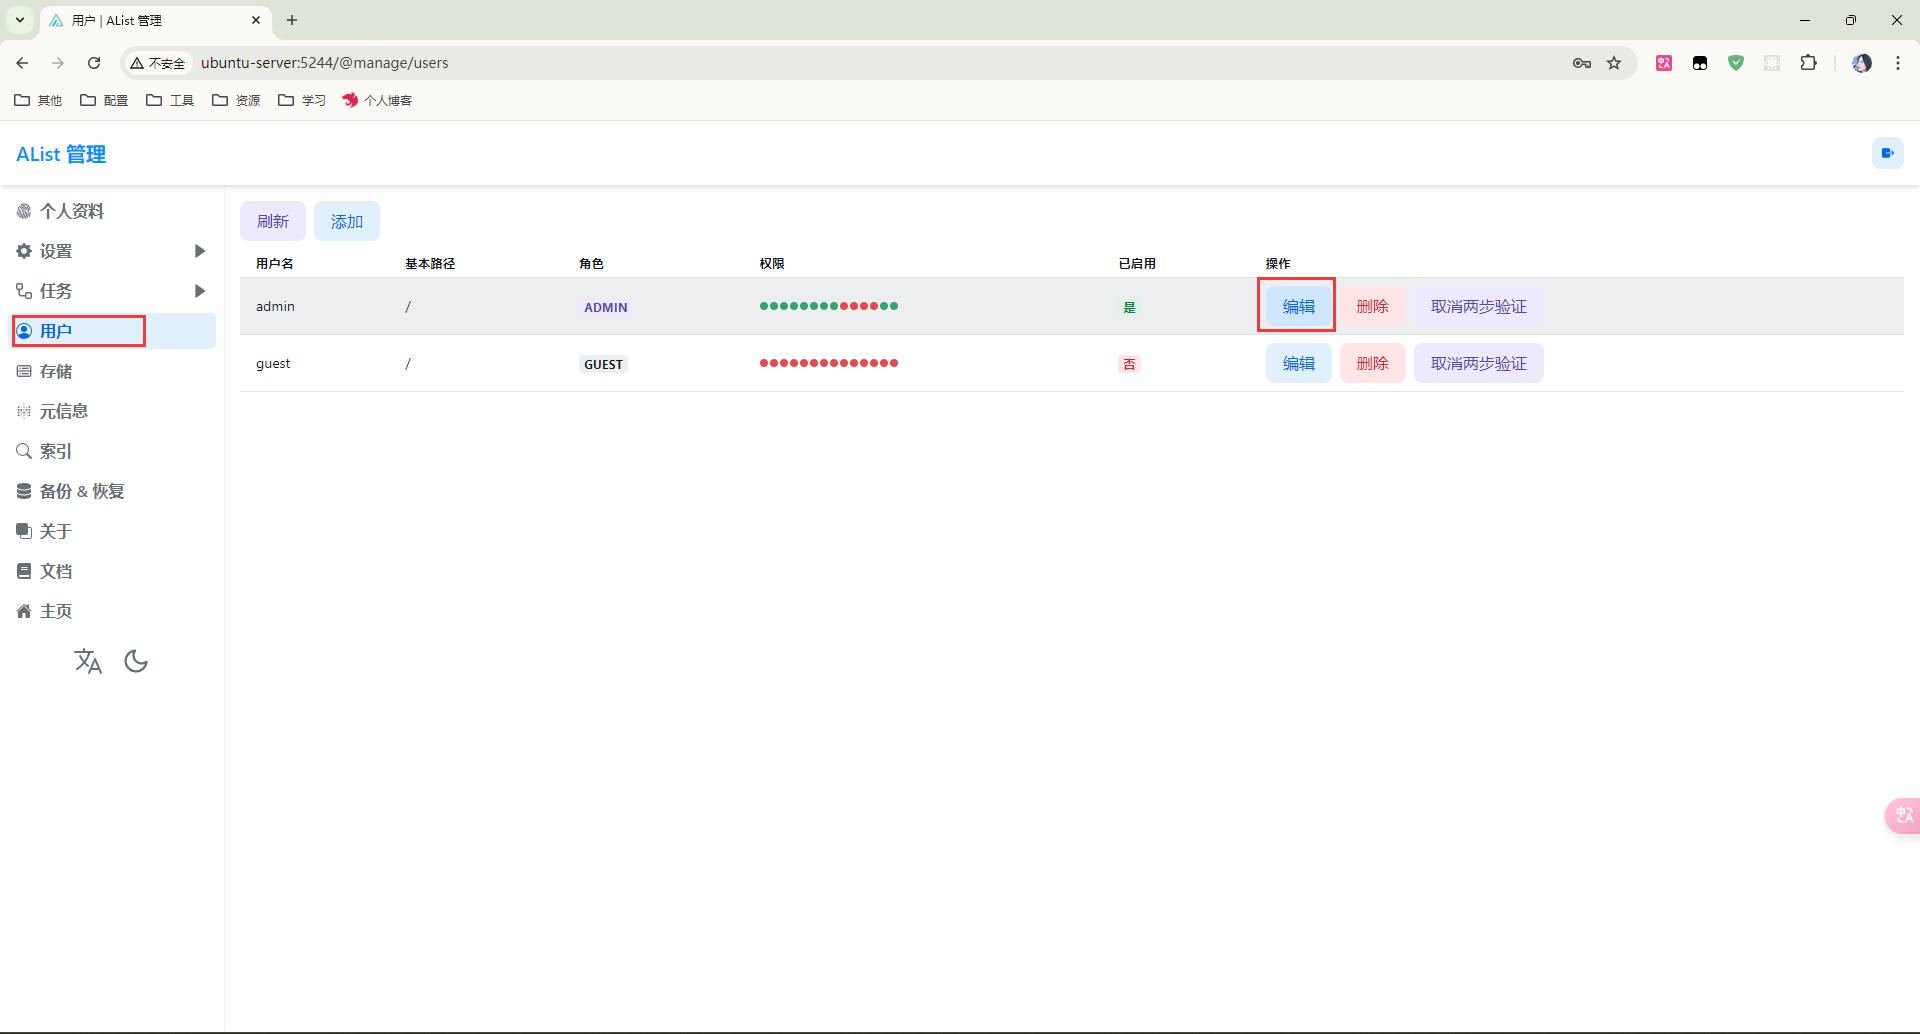 用户 | AList 管理
不安全 ubuntu-server:5244/@manage/users
其他 配置 工具 资源 学习 个人博客
AList 管理
个人资料
设置
任务
用户
存储
元信息
索引
备份 & 恢复
关于
文档
主页
刷新 添加
用户名 基本路径 角色 权限 已启用 操作
admin / ADMIN 是 编辑 删除 取消两步验证
guest / GUEST 否 编辑 删除 取消两步验证